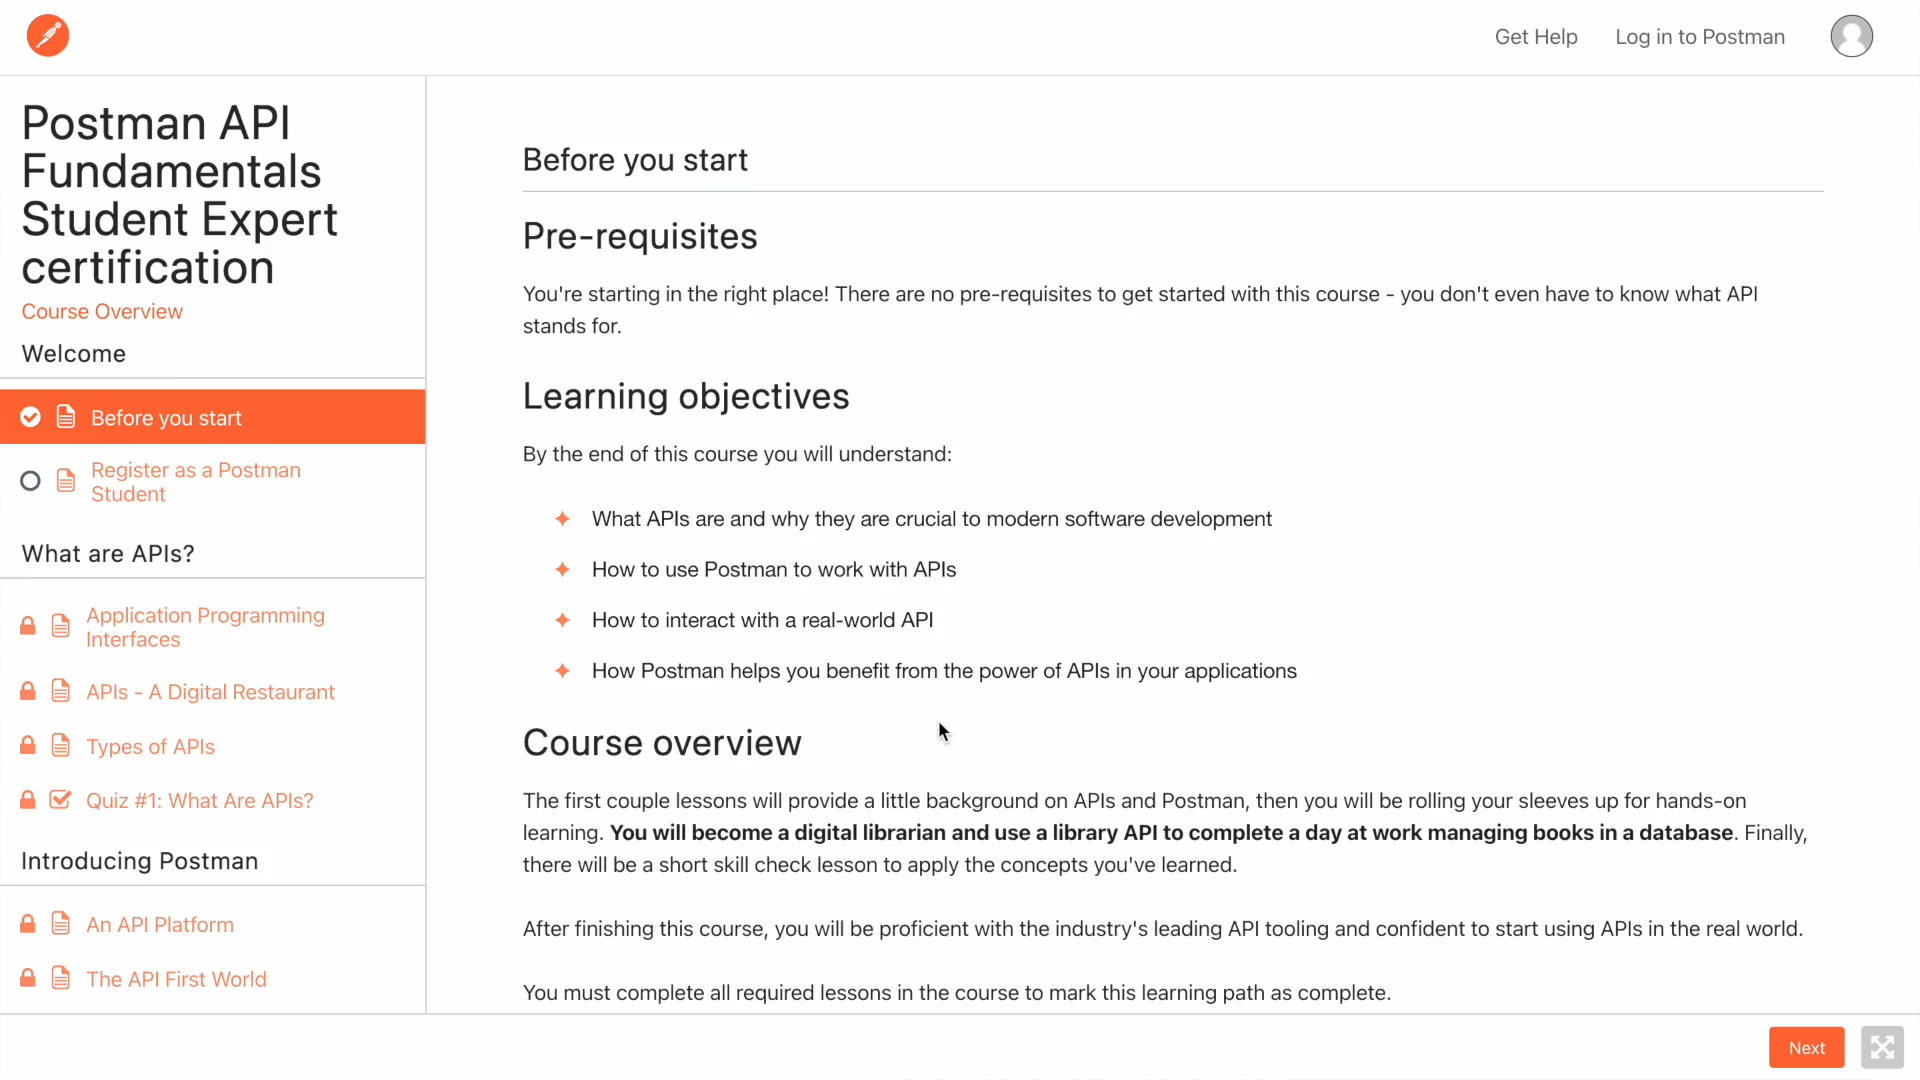 Get Help
Log in to Postman
Postman API
Fundamentals
Student Expert
certification
Course Overview
Welcome
Before you start
Register as a Postman
Student
What are APIs?
Application Programming
Interfaces
APIs - A Digital Restaurant
Types of APIs
Quiz #1: What Are APIs?
Introducing Postman
An API Platform
The API First World
Before you start
Pre-requisites
You're starting in the right place! There are no pre-requisites to get started with this course - you don't even have to know what API
stands for.
Learning objectives
By the end of this course you will understand:
What APIs are and why they are crucial to modern software development
How to use Postman to work with APIs
How to interact with a real-world API
How Postman helps you benefit from the power of APIs in your applications
Course overview
The first couple lessons will provide a little background on APIs and Postman, then you will be rolling your sleeves up for hands-on
learning. You will become a digital librarian and use a library API to complete a day at work managing books in a database. Finally,
there will be a short skill check lesson to apply the concepts you've learned.
After finishing this course, you will be proficient with the industry's leading API tooling and confident to start using APIs in the real world.
You must complete all required lessons in the course to mark this learning path as complete.
Next